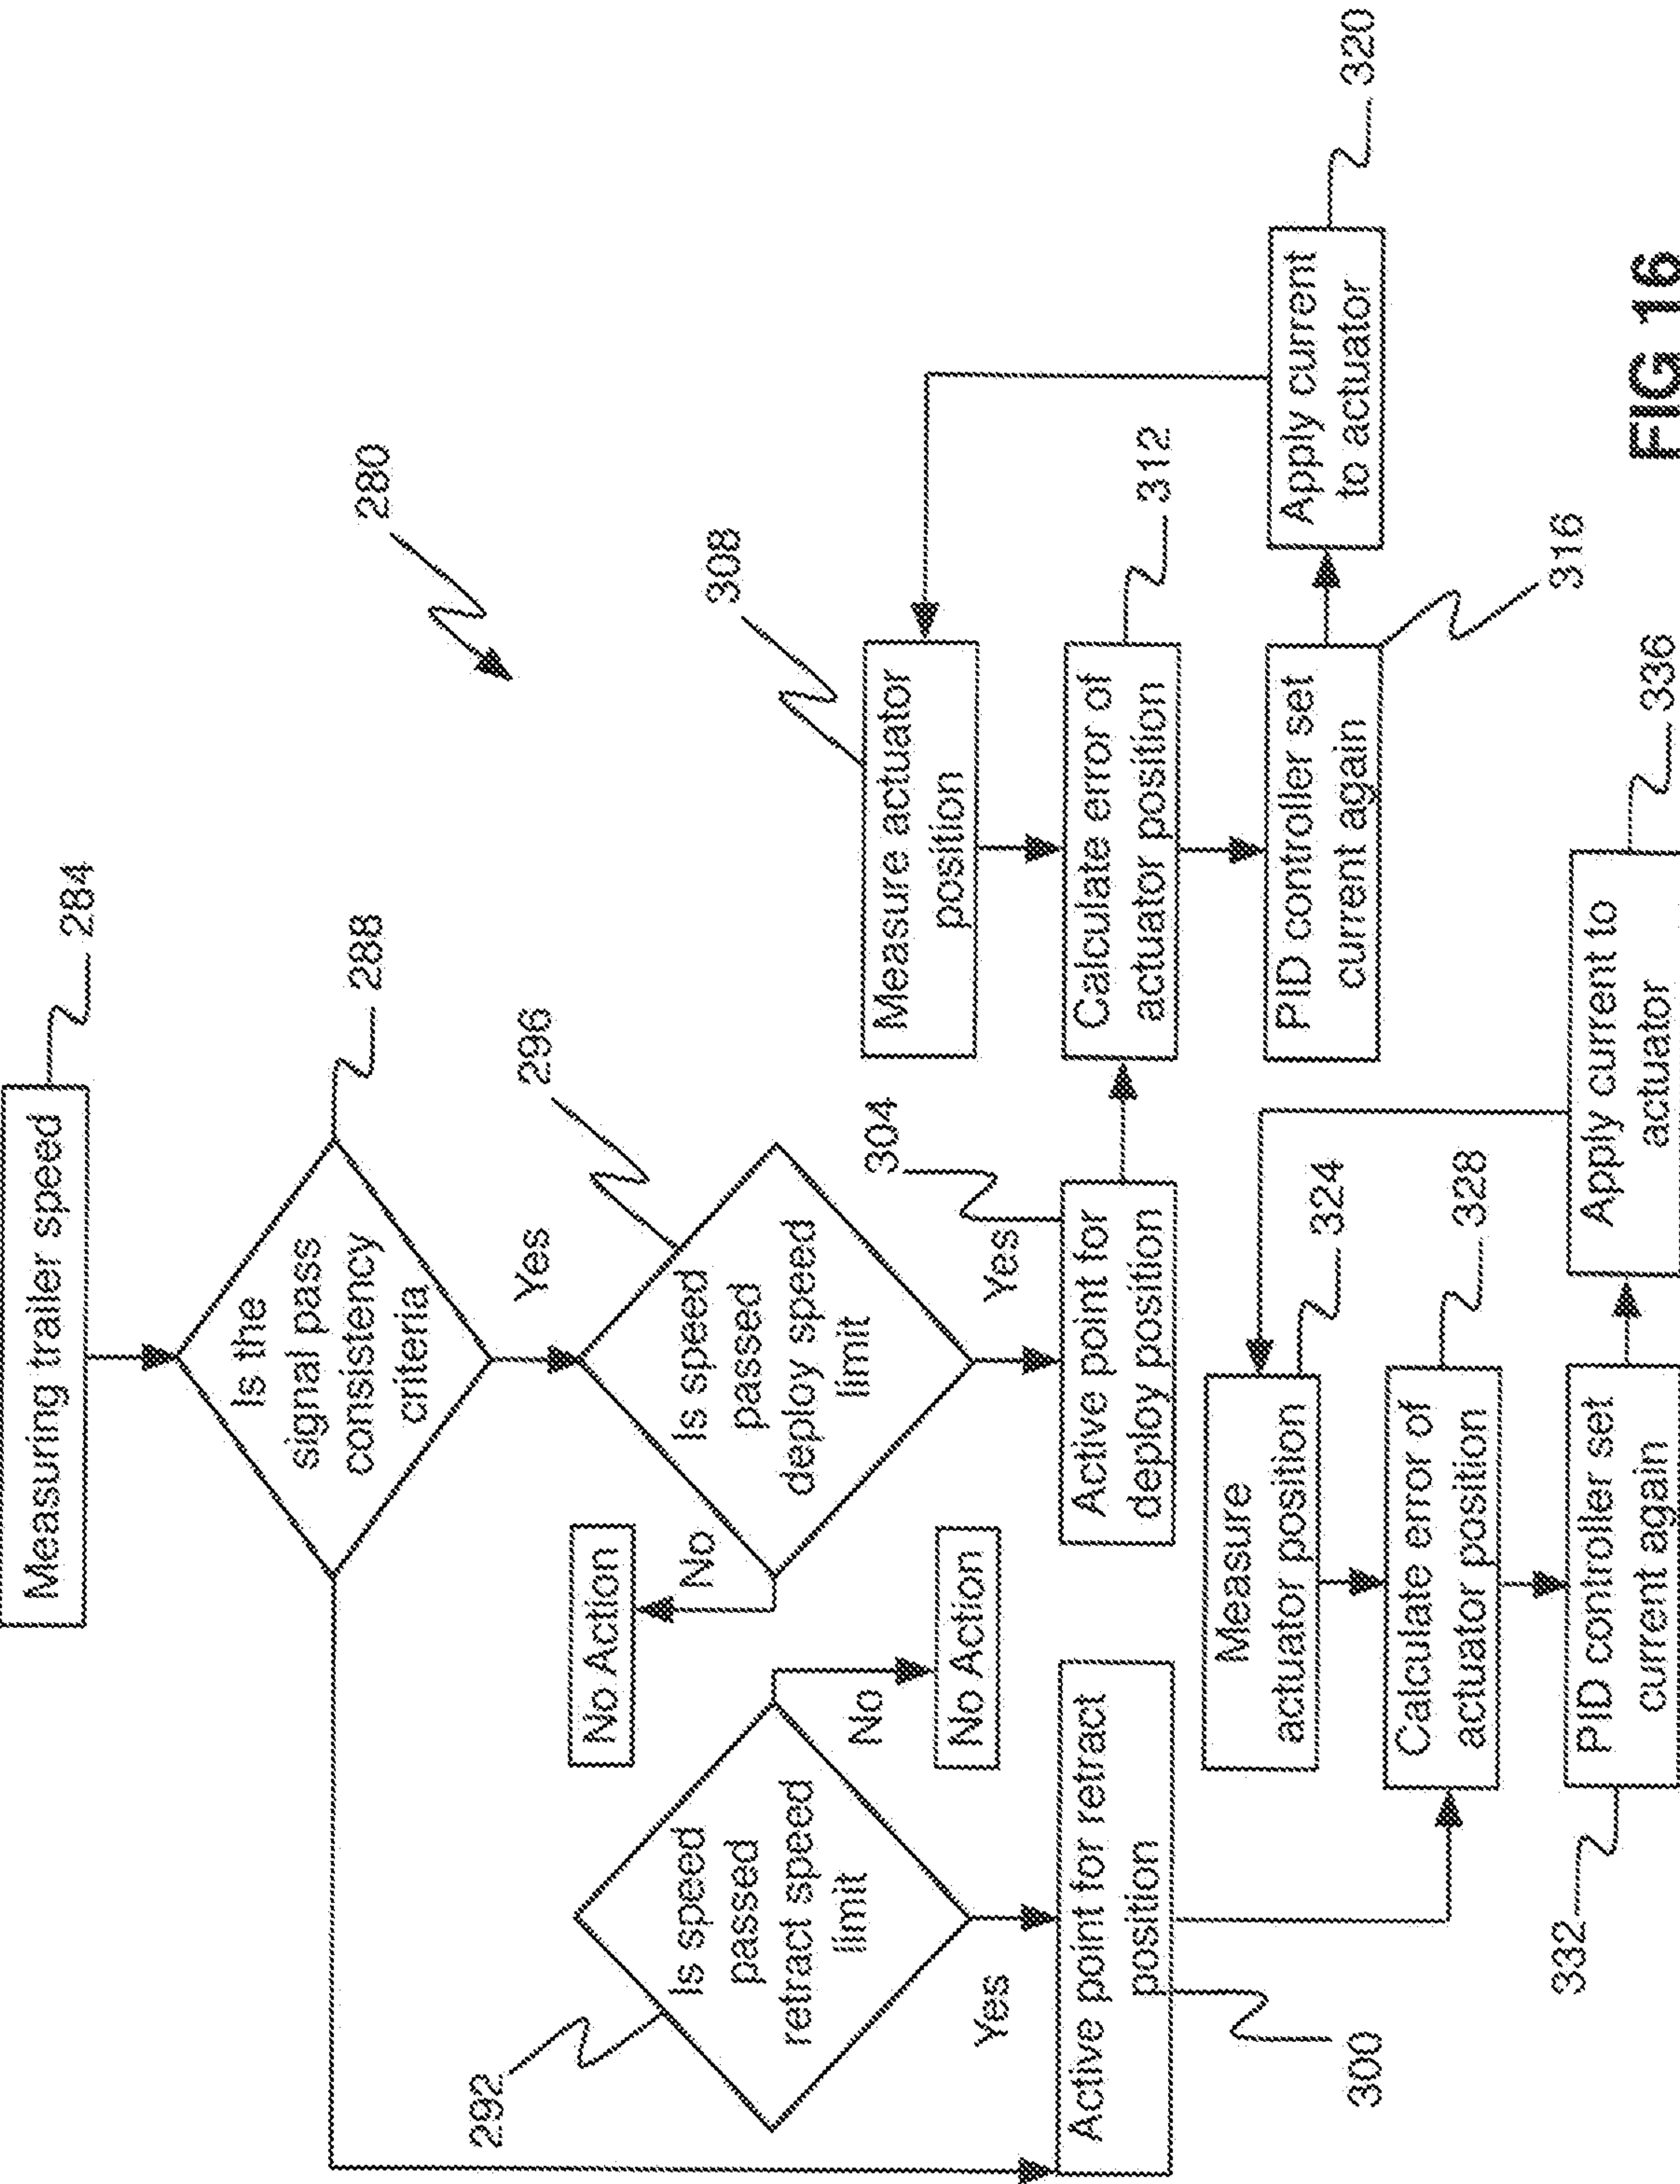 Measuring trailer speed
284
Is the
signal pass
consistency
criteria
288
280
Yes
292
Is speed
passed
retract speed
limit
No Action
No
296
Is speed
passed
deploy speed
limit
308
Yes
No
No Action
Yes
304
Measure actuator
position
Active point for retract
position
300
Active point for
deploy position
Calculate error of
actuator position
312
Measure
actuator position
324
PID controller set
current again
316
Apply current
to actuator
320
Calculate error of
actuator position
328
332
PID controller set
current again
Apply current to
actuator
336
FIG 16